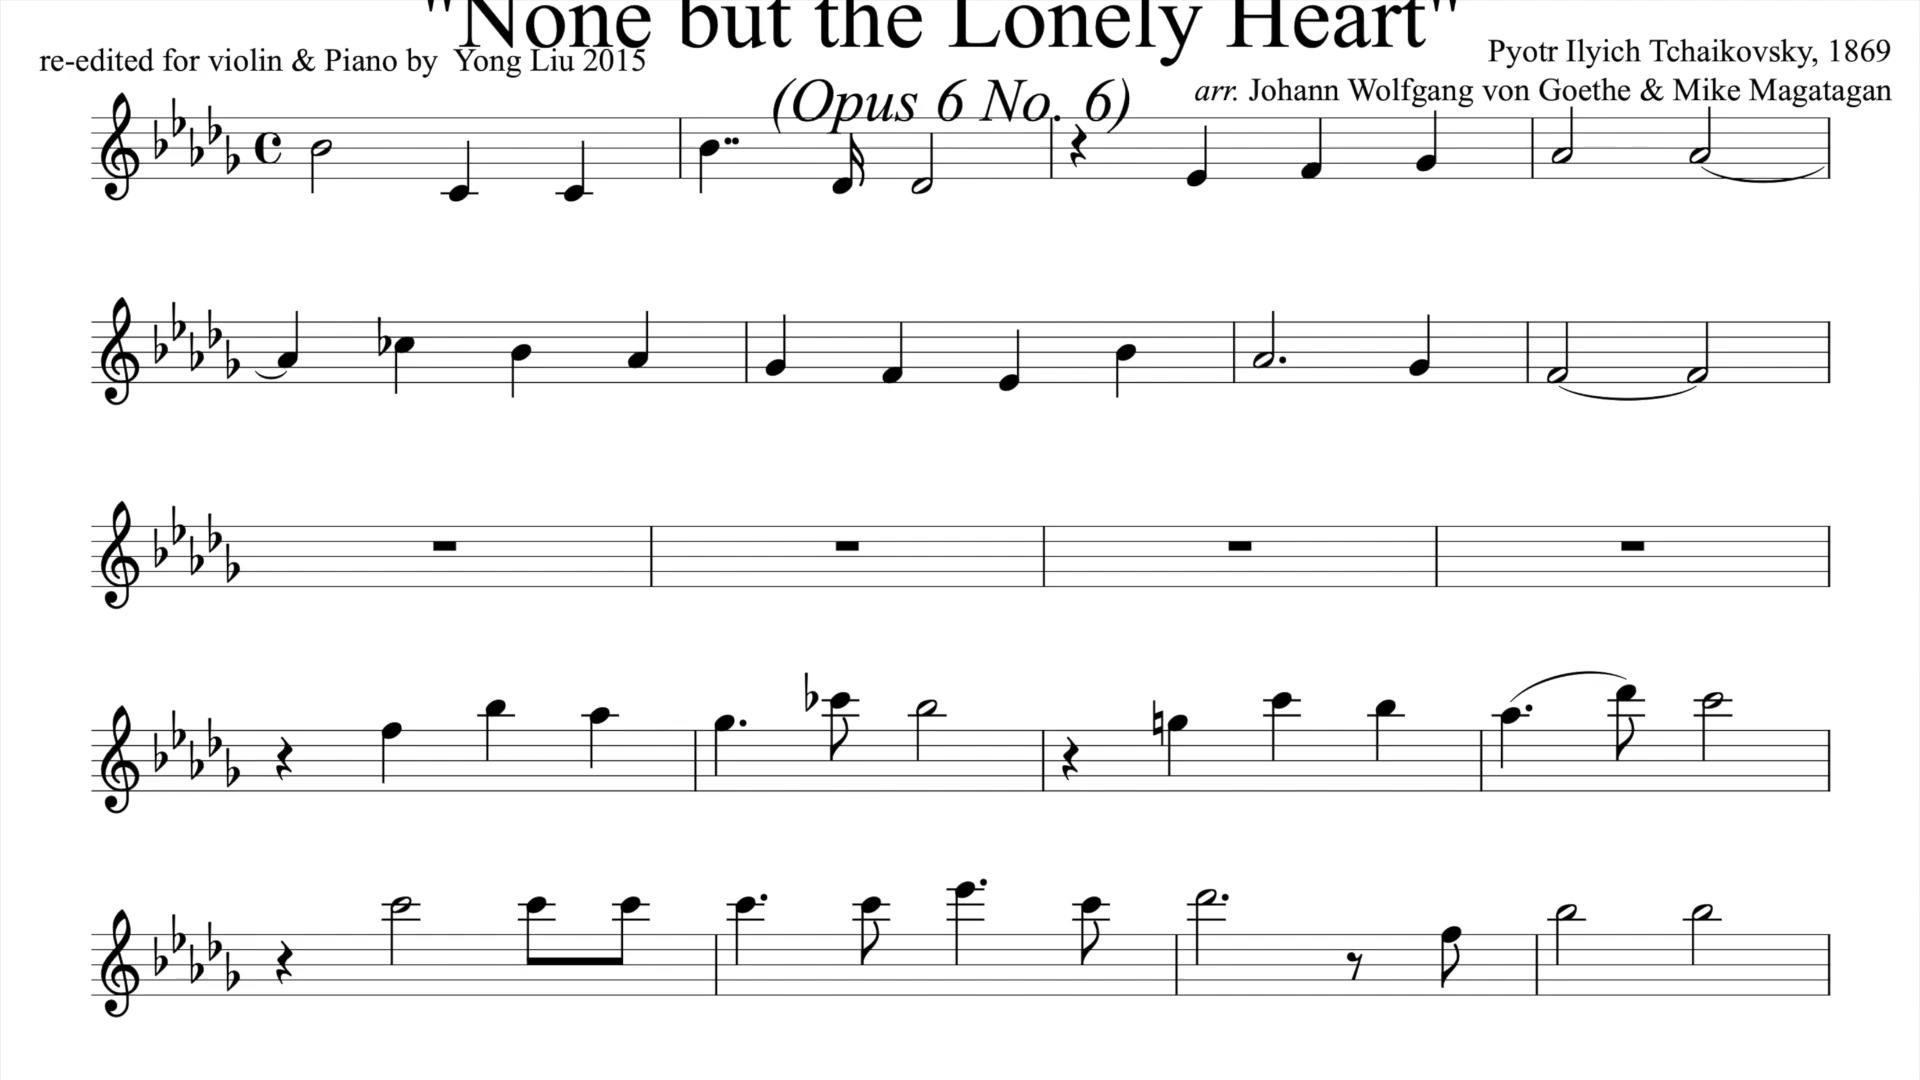 "None but the Lonely Heart"
re-edited for violin & Piano by Yong Liu 2015
Pyotr Ilyich Tchaikovsky, 1869
(Opus 6 No. 6)
arr. Johann Wolfgang von Goethe & Mike Magatagan